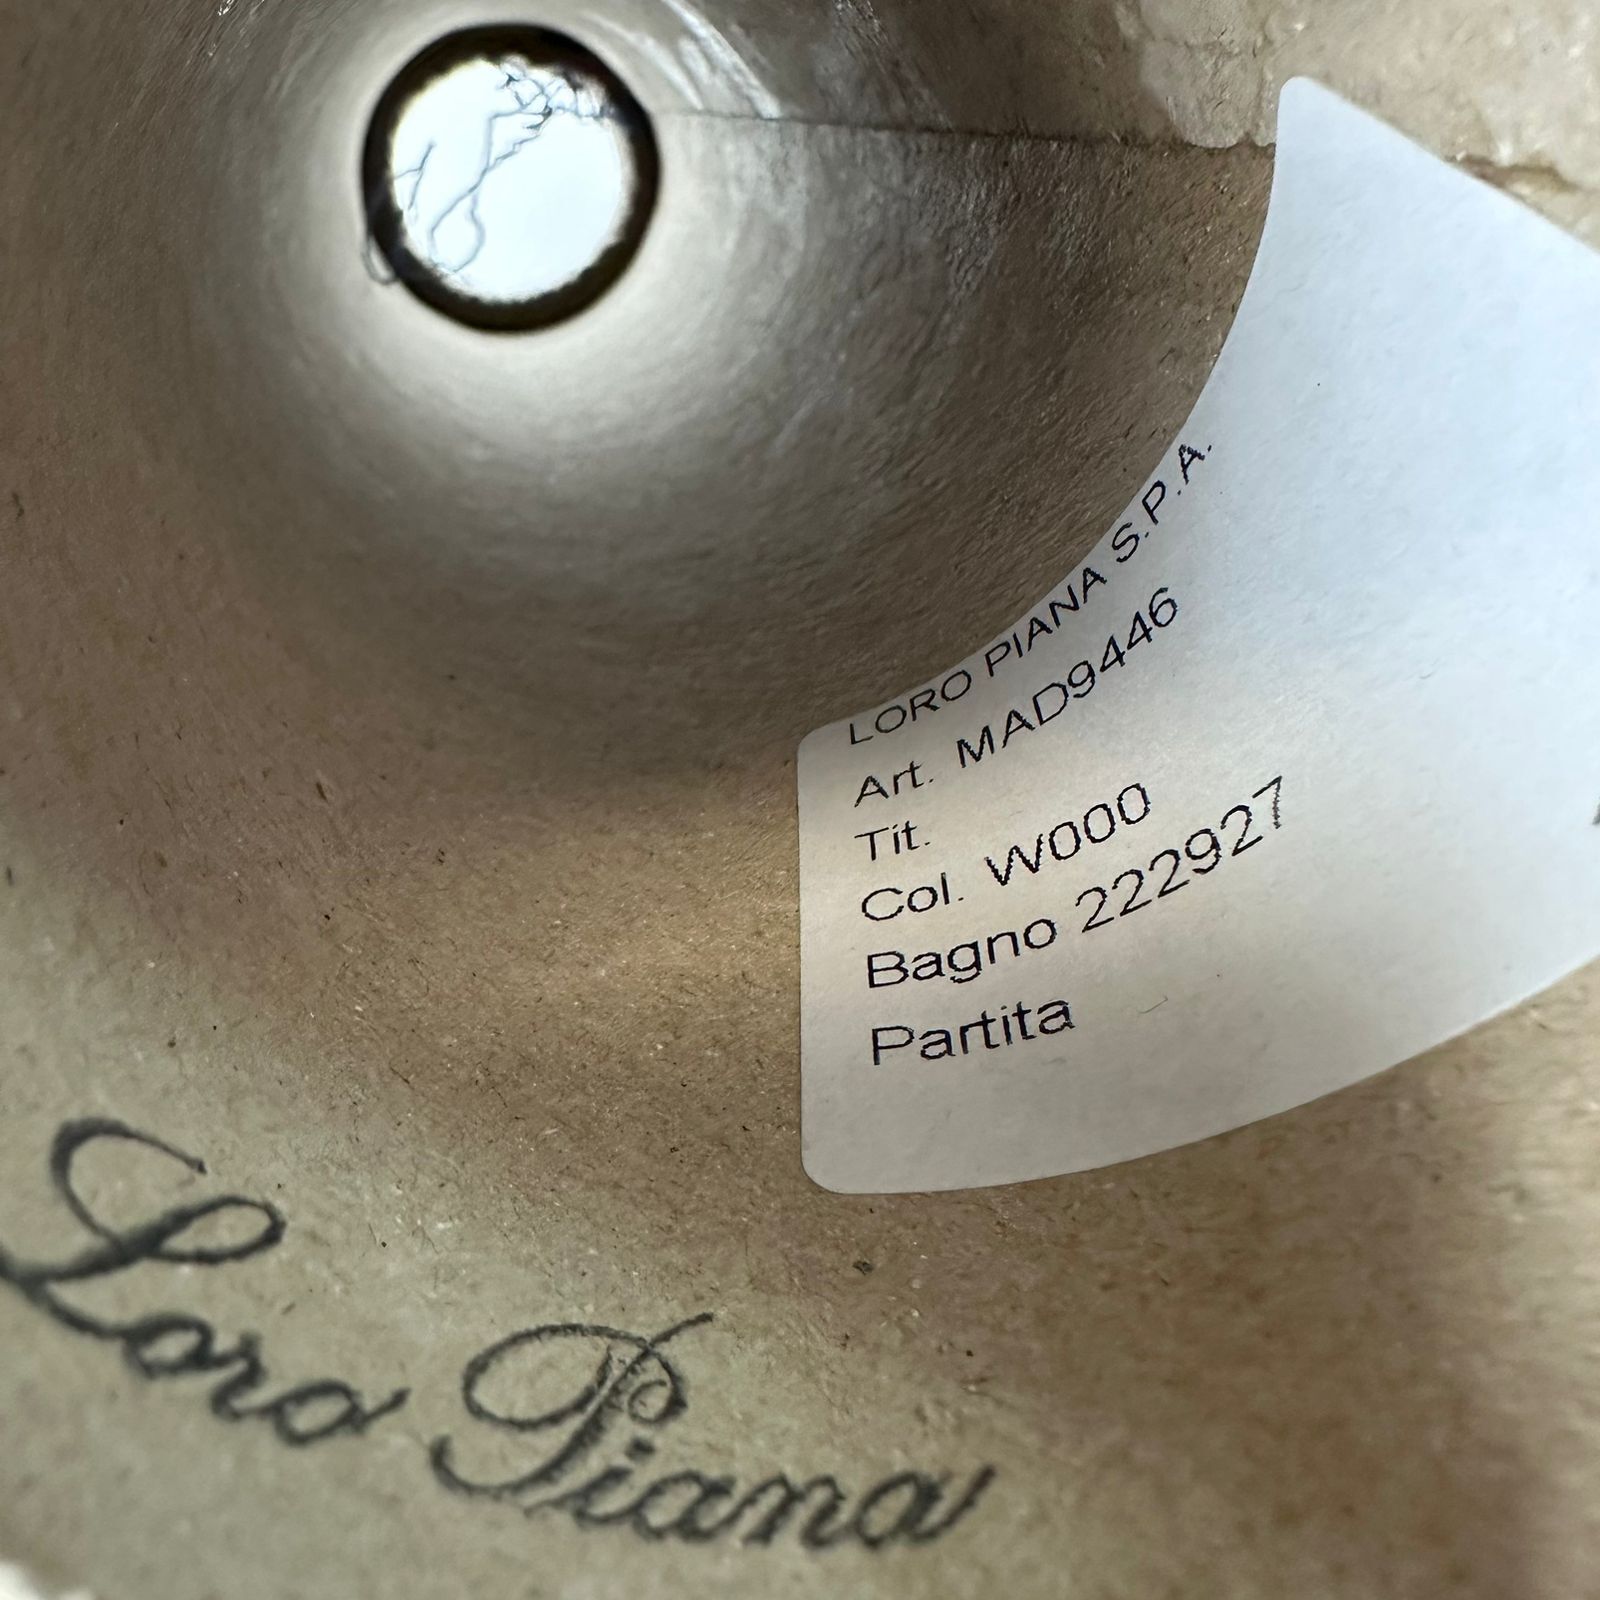 LORO PIANA S.P.A.
Art. MAD9446
Tit.
Col. W000
Bagno 222927
Partita
Loro Piana